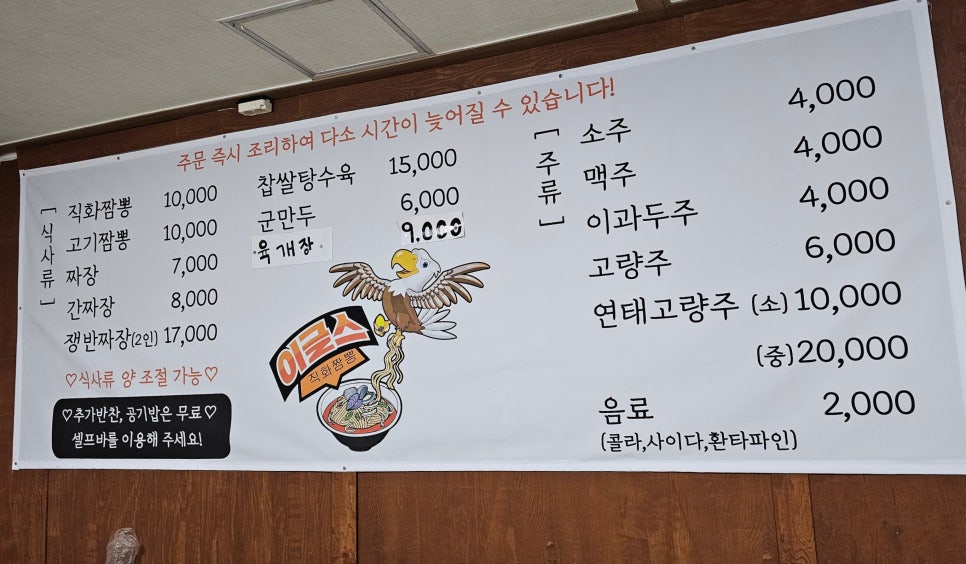 주문 즉시 조리하여 다소 시간이 늦어질 수 있습니다!
[식사류]
직화짬뽕 10,000
고기짬뽕 10,000
짜장 7,000
간짜장 8,000
쟁반짜장(2인) 17,000
♡식사류 양 조절 가능♡
♡추가반찬, 공기밥은 무료♡
셀프바를 이용해 주세요!
찹쌀탕수육 15,000
군만두 6,000
육개장 9.000
이글스
직화짬뽕
[주류]
소주 4,000
맥주 4,000
이과두주 4,000
고량주 6,000
연태고량주 (소) 10,000
(중) 20,000
음료 2,000
(콜라,사이다,환타파인)